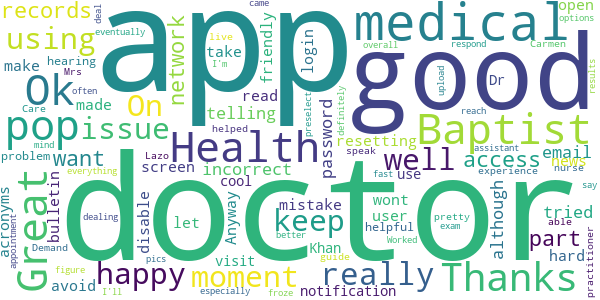 came
deal
eventually
records
using
make
hearing
Mrs
Care
often
Ok
On
made
network
take
live
I'm
friendly
login
app
medical
good
open
options
overall
respond
Carmen
Dr
upload
results
pop
issue
telling
read
Health
password
preselect
helped
definitely
resetting
Baptist
reach
email
news
assistant
nurse
experience
say
want
problem
mind
everything
Lazo
screen
incorrect
speak
well
access
use
fast
acronyms
appointment
Great
bulletin
disable
dealing
cool
let
Anyway
mistake
keep
wont
user
helpful
pretty
exam
although
tried
part
hard
able
practitioner
doctor
Demand
figure
I'll
avoid
happy
pics
especially
moment
visit
Khan
better
Worked
guide
froze
notification
really
Thanks